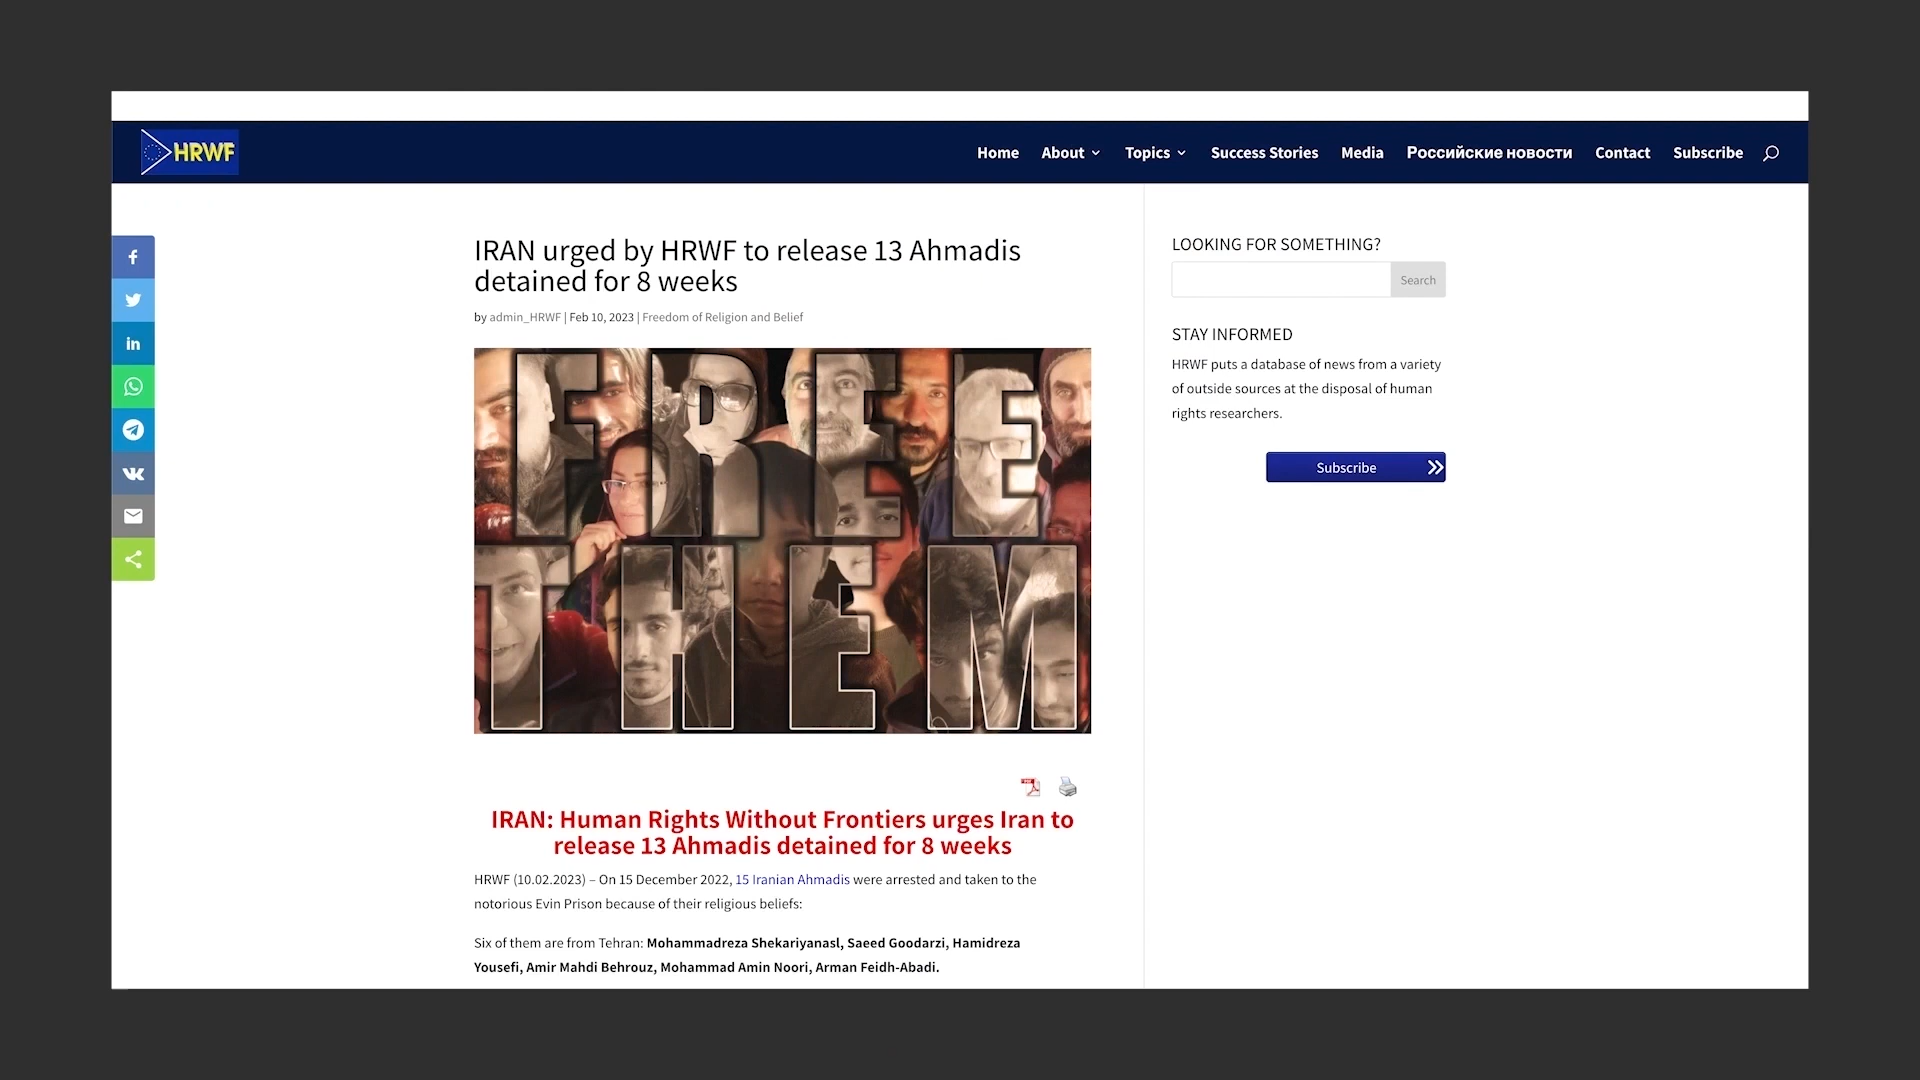 HRWF
Home About Topics Success Stories Media Российские новости Contact Subscribe
IRAN urged by HRWF to release 13 Ahmadis
detained for 8 weeks
by admin_HRWF | Feb 10, 2023 | Freedom of Religion and Belief
FREE
THEM
IRAN: Human Rights Without Frontiers urges Iran to
release 13 Ahmadis detained for 8 weeks
HRWF (10.02.2023) – On 15 December 2022, 15 Iranian Ahmadis were arrested and taken to the
notorious Evin Prison because of their religious beliefs:
Six of them are from Tehran: Mohammadreza Shekariyanasl, Saeed Goodarzi, Hamidreza
Yousefi, Amir Mahdi Behrouz, Mohammad Amin Noori, Arman Feidh-Abadi.
LOOKING FOR SOMETHING?
Search
STAY INFORMED
HRWF puts a database of news from a variety
of outside sources at the disposal of human
rights researchers.
Subscribe